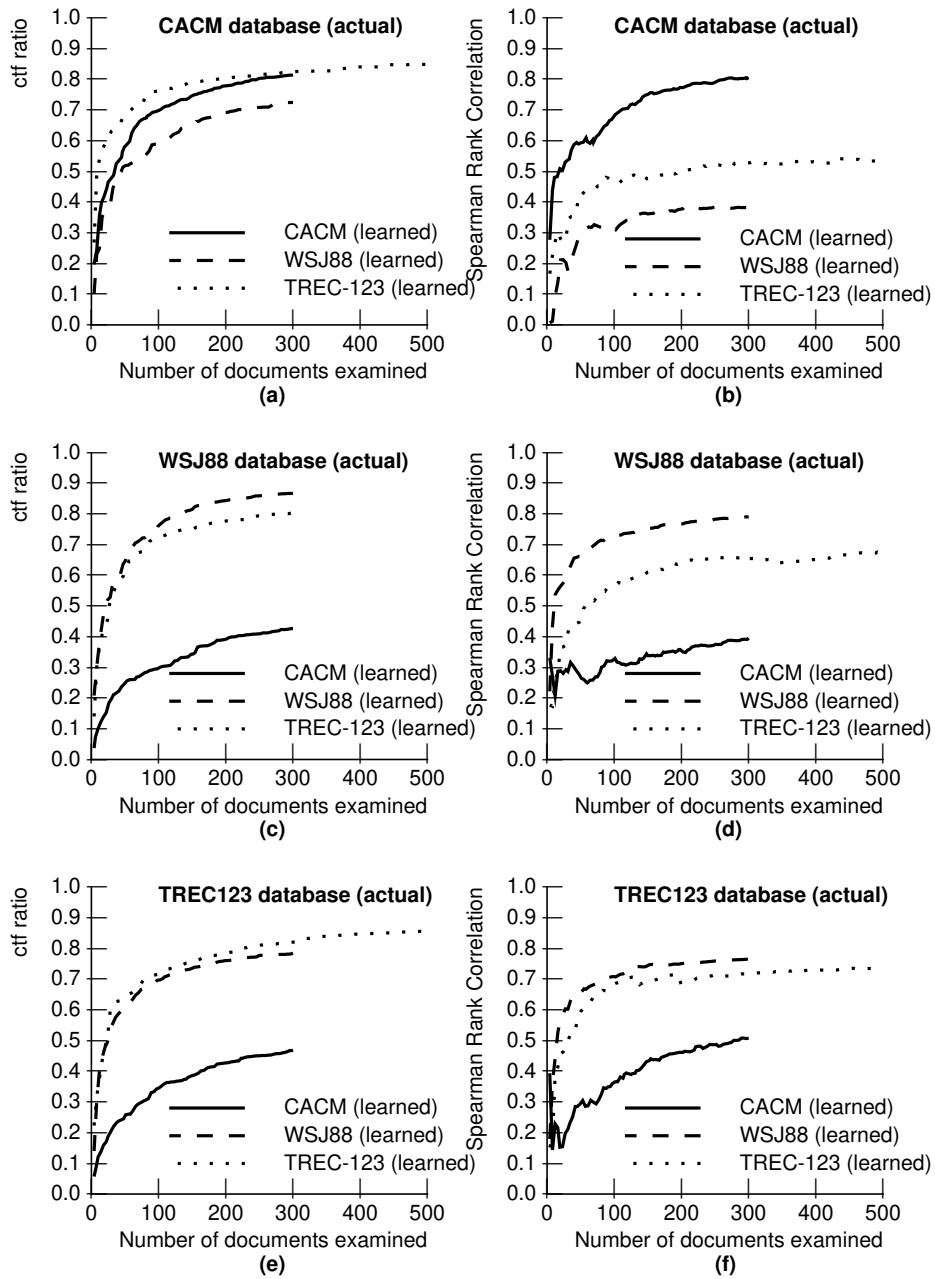 CACM database (actual)
ctf ratio
1.0
0.9
0.8
0.7
0.6
0.5
0.4
0.3
0.2
0.1
0.0
CACM (learned)
WSJ88 (learned)
TREC-123 (learned)
0 100 200 300 400 500
Number of documents examined
(a)
CACM database (actual)
Spearman Rank Correlation
1.0
0.9
0.8
0.7
0.6
0.5
0.4
0.3
0.2
0.1
0.0
CACM (learned)
WSJ88 (learned)
TREC-123 (learned)
0 100 200 300 400 500
Number of documents examined
(b)
WSJ88 database (actual)
ctf ratio
1.0
0.9
0.8
0.7
0.6
0.5
0.4
0.3
0.2
0.1
0.0
CACM (learned)
WSJ88 (learned)
TREC-123 (learned)
0 100 200 300 400 500
Number of documents examined
(c)
WSJ88 database (actual)
Spearman Rank Correlation
1.0
0.9
0.8
0.7
0.6
0.5
0.4
0.3
0.2
0.1
0.0
CACM (learned)
WSJ88 (learned)
TREC-123 (learned)
0 100 200 300 400 500
Number of documents examined
(d)
TREC123 database (actual)
ctf ratio
1.0
0.9
0.8
0.7
0.6
0.5
0.4
0.3
0.2
0.1
0.0
CACM (learned)
WSJ88 (learned)
TREC-123 (learned)
0 100 200 300 400 500
Number of documents examined
(e)
TREC123 database (actual)
Spearman Rank Correlation
1.0
0.9
0.8
0.7
0.6
0.5
0.4
0.3
0.2
0.1
0.0
CACM (learned)
WSJ88 (learned)
TREC-123 (learned)
0 100 200 300 400 500
Number of documents examined
(f)